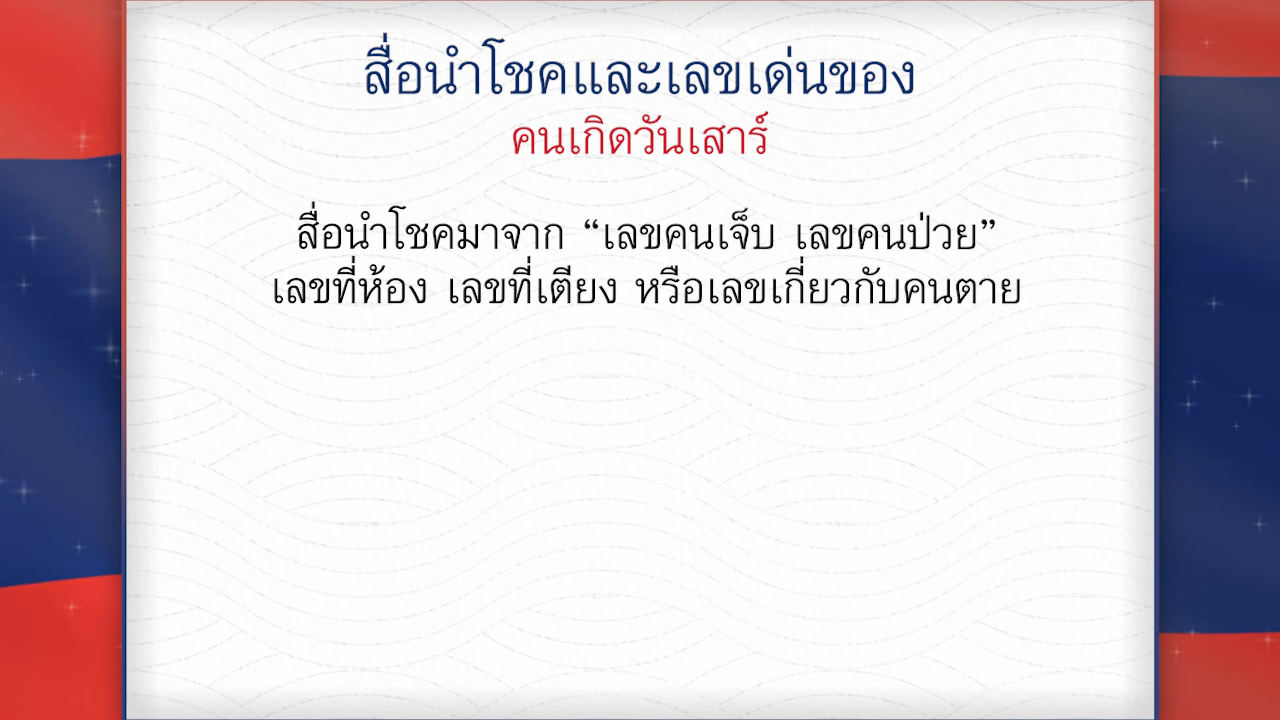 สื่อนำโชคและเลขเด่นของ
คนเกิดวันเสาร์
สื่อนำโชคมาจาก “เลขคนเจ็บ เลขคนป่วย”
เลขที่ห้อง เลขที่เตียง หรือเลขเกี่ยวกับคนตาย